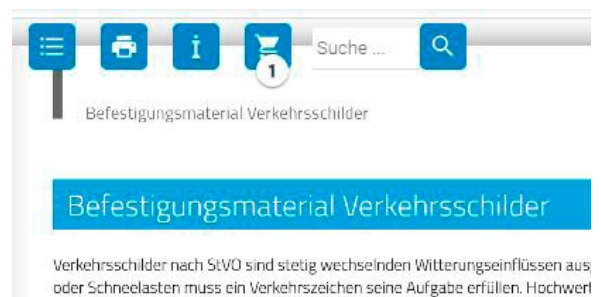 Suche ...
1
Befestigungsmaterial Verkehrsschilder
Befestigungsmaterial Verkehrsschilder
Verkehrsschilder nach StVO sind stetig wechselnden Witterungseinflüssen aus
oder Schneelasten muss ein Verkehrszeichen seine Aufgabe erfüllen. Hochwert